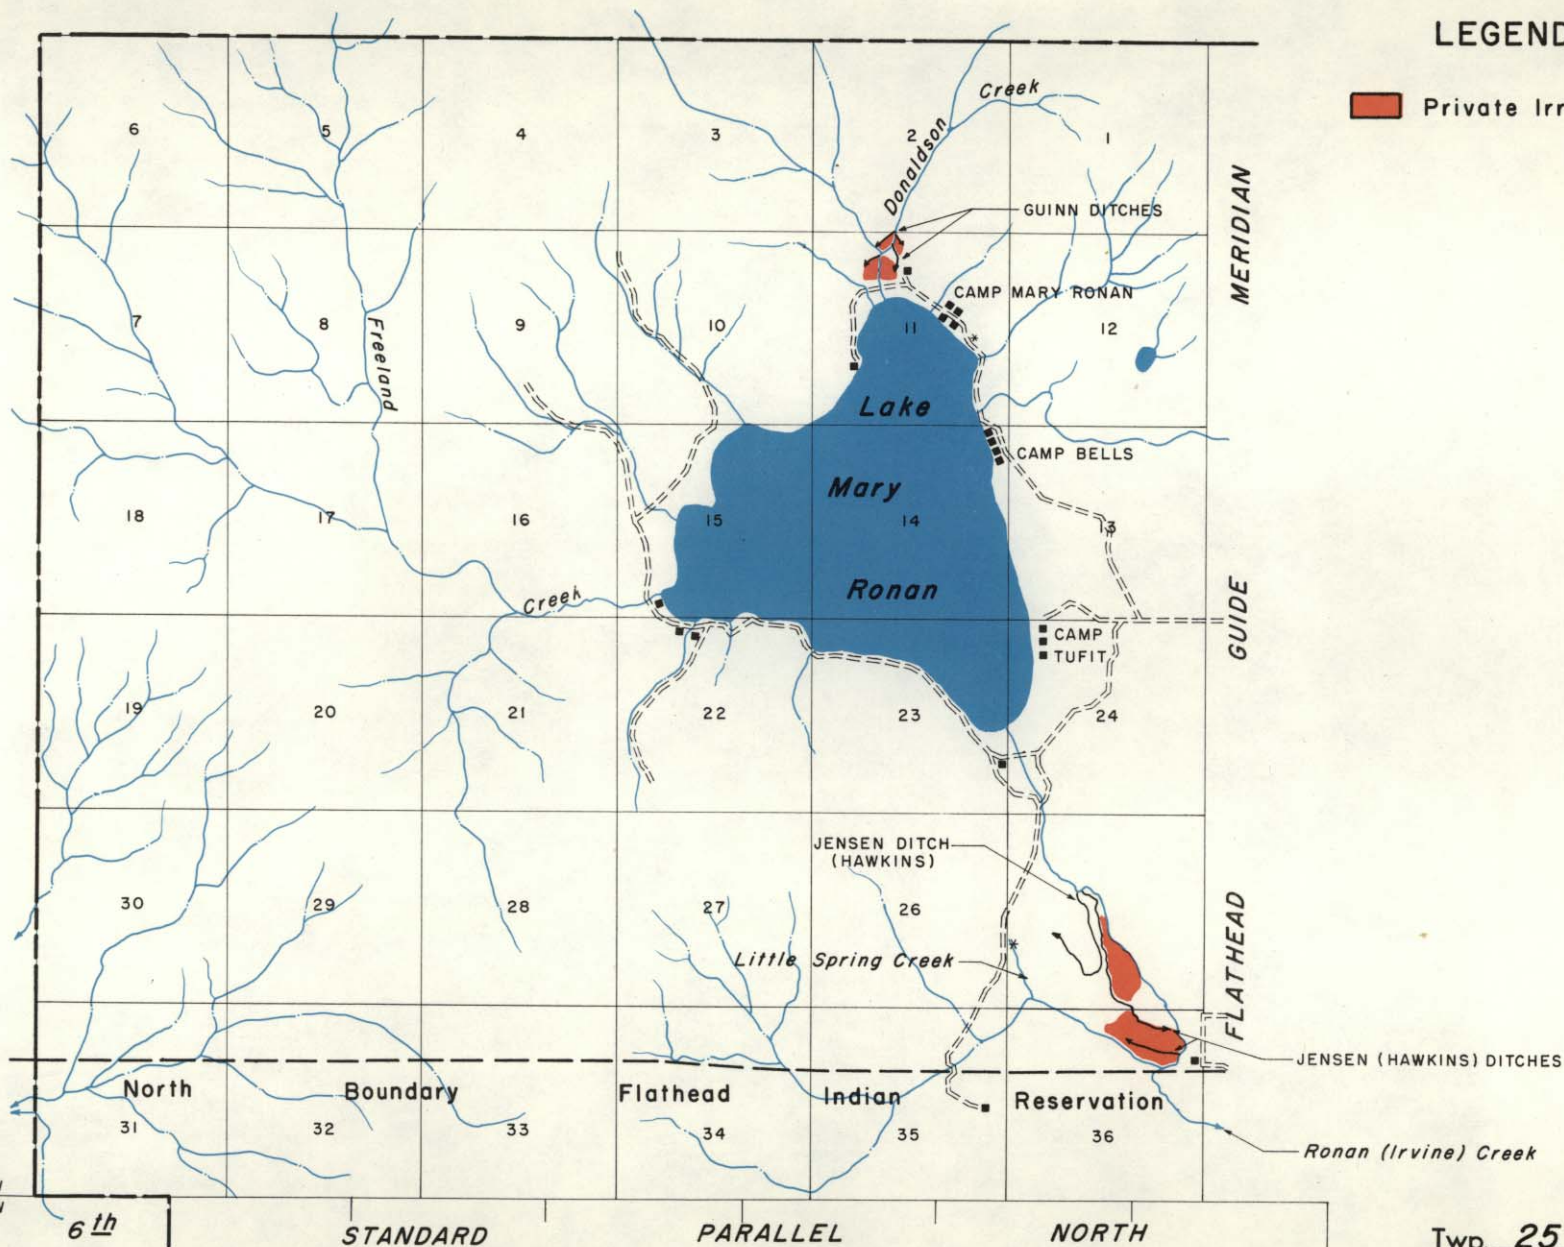 LEGEND
Private Irr
6 5 4 3 2 1
Donaldson Creek
GUINN DITCHES
MERIDIAN
CAMP MARY RONAN
7 8 9 10 11 12
Freeland
Lake
CAMP BELLS
Mary
18 17 16 15 14 13
Ronan
Creek
GUIDE
CAMP
TUFIT
19 20 21 22 23 24
JENSEN DITCH
(HAWKINS)
30 29 28 27 26
Little Spring Creek
FLATHEAD
JENSEN (HAWKINS) DITCHES
North Boundary Flathead Indian Reservation
31 32 33 34 35 36
Ronan (Irvine) Creek
6th STANDARD PARALLEL NORTH
Twp. 25